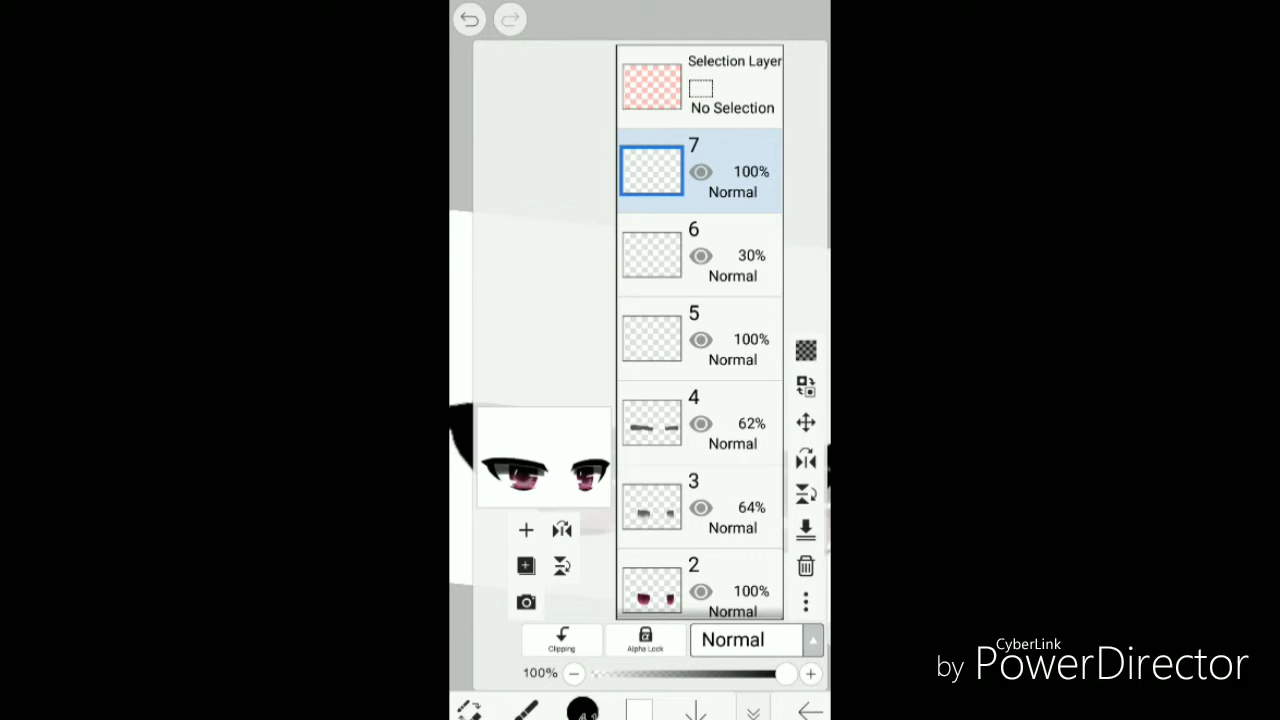 Selection Layer
No Selection
7
100%
Normal
6
30%
Normal
5
100%
Normal
4
62%
Normal
3
64%
Normal
2
100%
Normal
Clipping
Alpha Lock
Normal
100%
CyberLink
by PowerDirector